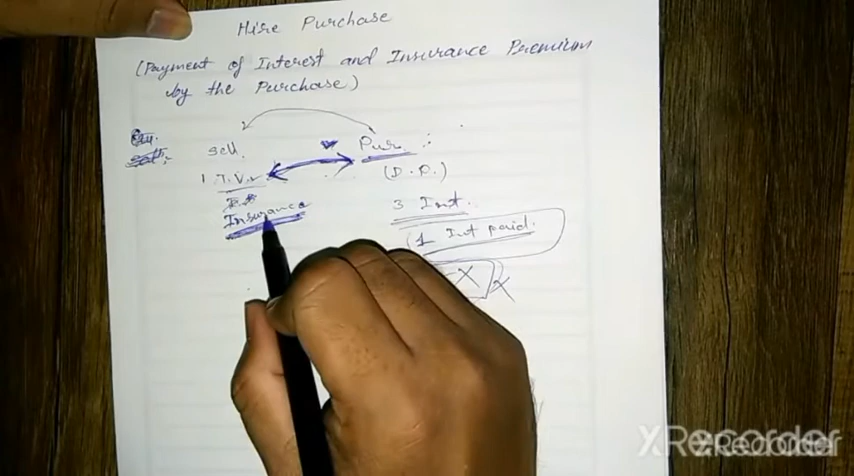 Hire Purchase
(Payment of Interest and Insurance Premium
by the Purchase)
Sell. Pur. :
1 T.V. (D.P.)
Insurance 3 Int.
(1 Int paid.
X
X
XRecorder